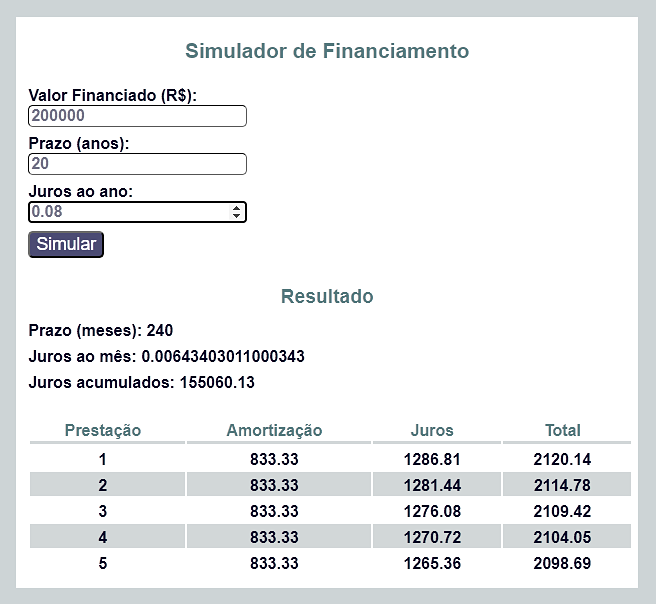 Simulador de Financiamento
Valor Financiado (R$):
200000
Prazo (anos):
20
Juros ao ano:
0.08
Simular
Resultado
Prazo (meses): 240
Juros ao mês: 0.00643403011000343
Juros acumulados: 155060.13
Prestação Amortização Juros Total
1 833.33 1286.81 2120.14
2 833.33 1281.44 2114.78
3 833.33 1276.08 2109.42
4 833.33 1270.72 2104.05
5 833.33 1265.36 2098.69